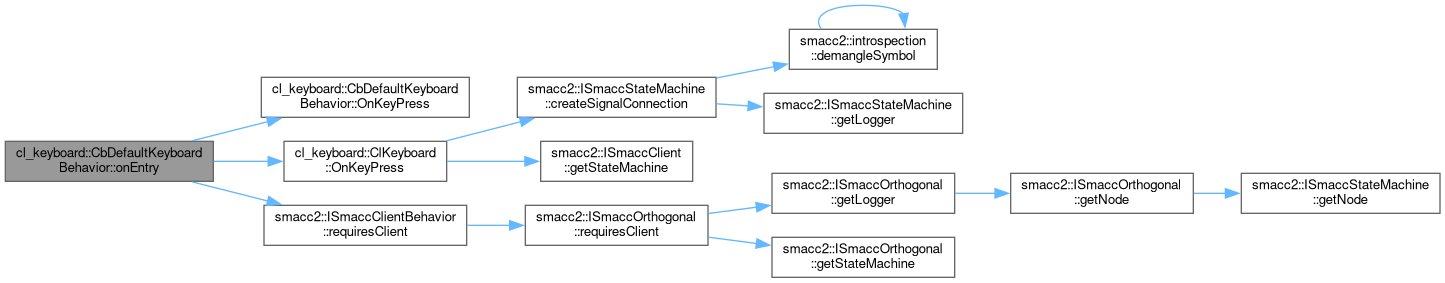 cl_keyboard::CbDefaultKeyboard
Behavior::onEntry
cl_keyboard::CbDefaultKeyboard
Behavior::OnKeyPress
cl_keyboard::ClKeyboard
::OnKeyPress
smacc2::ISmaccClientBehavior
::requiresClient
smacc2::ISmaccStateMachine
::createSignalConnection
smacc2::ISmaccClient
::getStateMachine
smacc2::ISmaccOrthogonal
::requiresClient
smacc2::introspection
::demangleSymbol
smacc2::ISmaccStateMachine
::getLogger
smacc2::ISmaccOrthogonal
::getLogger
smacc2::ISmaccOrthogonal
::getStateMachine
smacc2::ISmaccOrthogonal
::getNode
smacc2::ISmaccStateMachine
::getNode